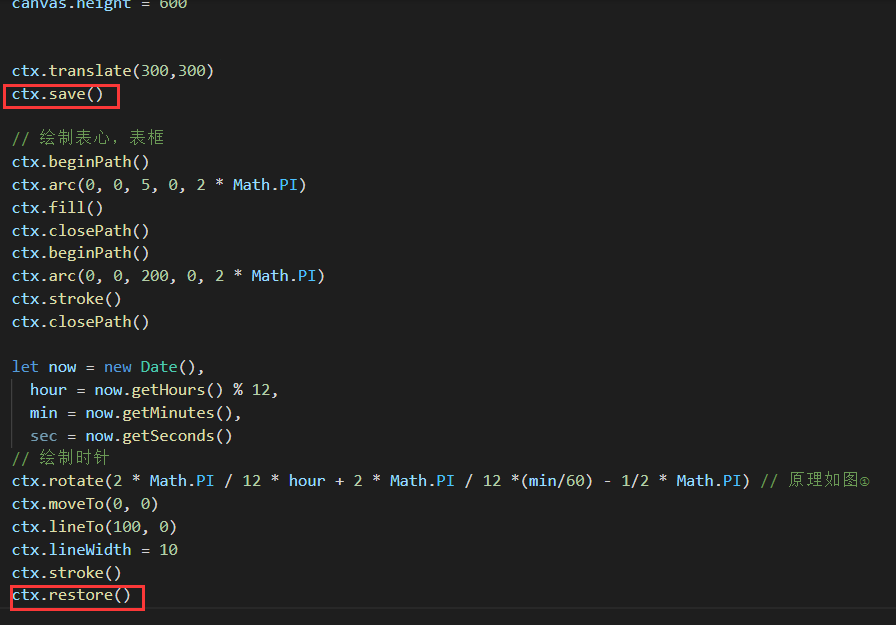 canvas.height = 600
ctx.translate(300,300)
ctx.save()
// 绘制表心，表框
ctx.beginPath()
ctx.arc(0, 0, 5, 0, 2 * Math.PI)
ctx.fill()
ctx.closePath()
ctx.beginPath()
ctx.arc(0, 0, 200, 0, 2 * Math.PI)
ctx.stroke()
ctx.closePath()
let now = new Date(),
hour = now.getHours() % 12,
min = now.getMinutes(),
sec = now.getSeconds()
// 绘制时针
ctx.rotate(2 * Math.PI / 12 * hour + 2 * Math.PI / 12 *(min/60) - 1/2 * Math.PI) // 原理如图①
ctx.moveTo(0, 0)
ctx.lineTo(100, 0)
ctx.lineWidth = 10
ctx.stroke()
ctx.restore()